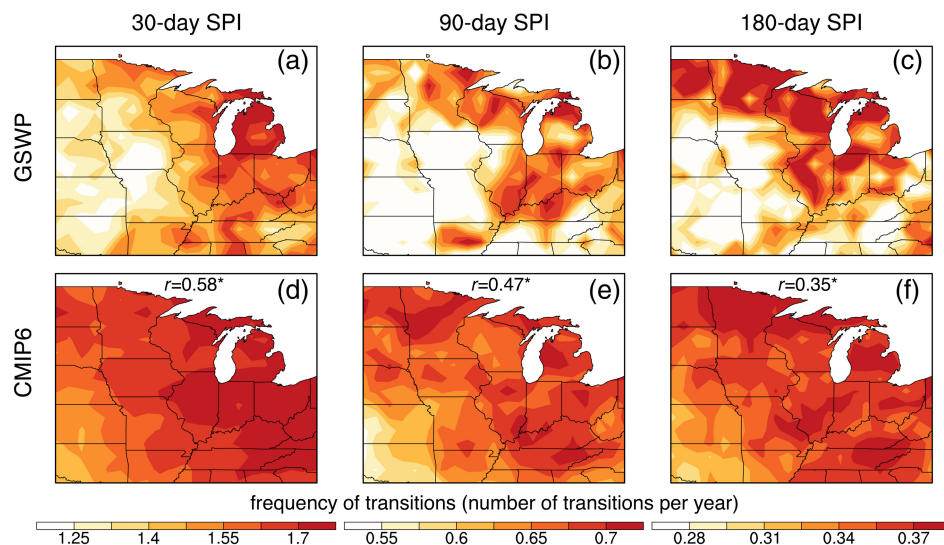 30-day SPI
90-day SPI
180-day SPI
GSWP
(a)
(b)
(c)
CMIP6
r=0.58*
(d)
r=0.47*
(e)
r=0.35*
(f)
frequency of transitions (number of transitions per year)
1.25 1.4 1.55 1.7
0.55 0.6 0.65 0.7
0.28 0.31 0.34 0.37